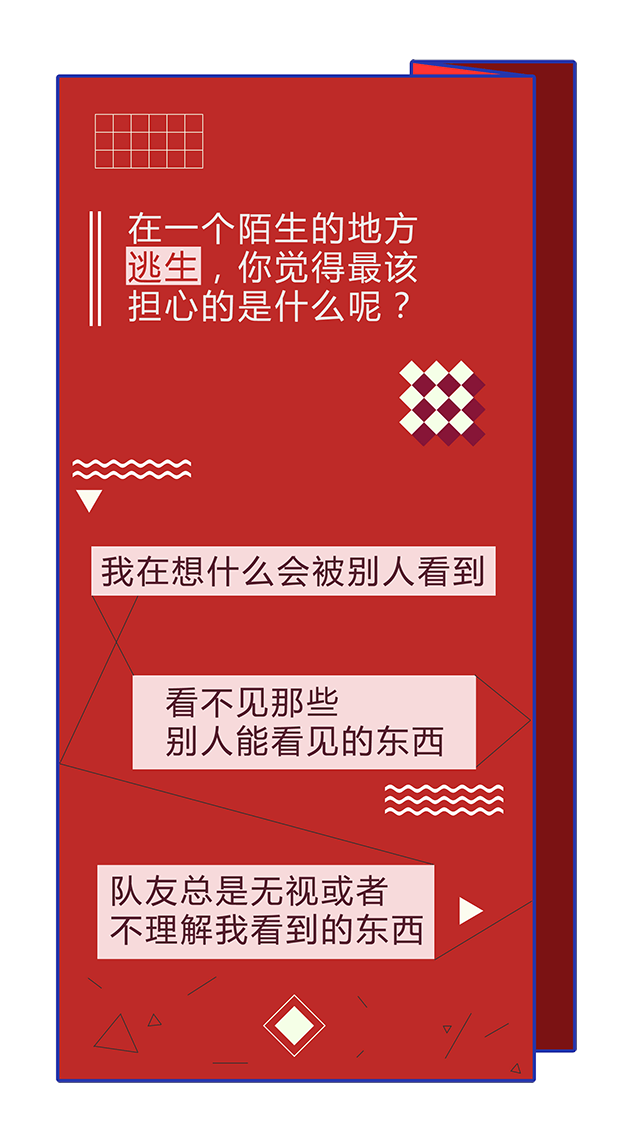 在一个陌生的地方
逃生，你觉得最该
担心的是什么呢？
我在想什么会被别人看到
看不见那些
别人能看见的东西
队友总是无视或者
不理解我看到的东西